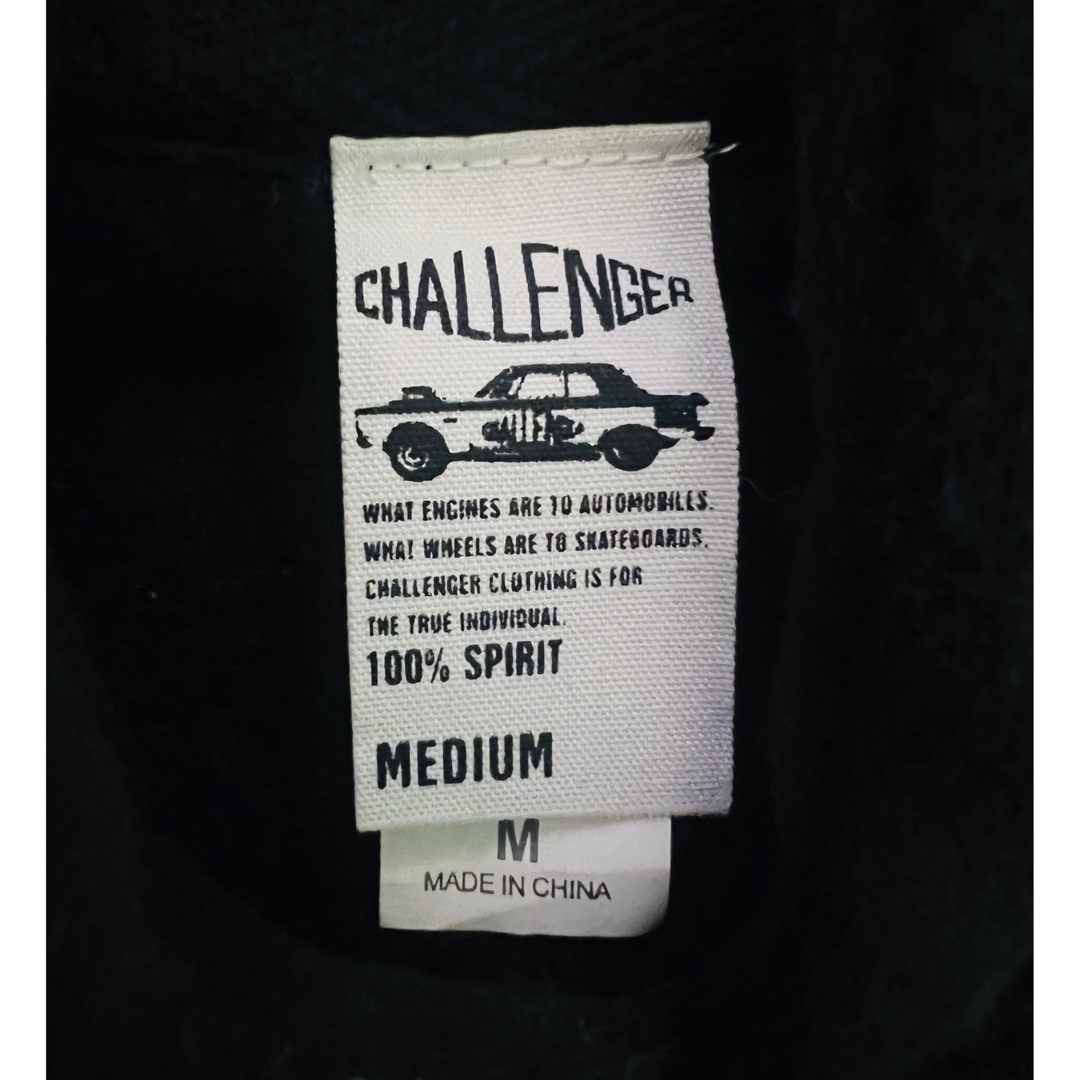 CHALLENGER
WHAT ENGINES ARE TO AUTOMOBILES.
WHAT WHEELS ARE TO SKATEBOARDS.
CHALLENGER CLOTHING IS FOR
THE TRUE INDIVIDUAL.
100% SPIRIT
MEDIUM
M
MADE IN CHINA